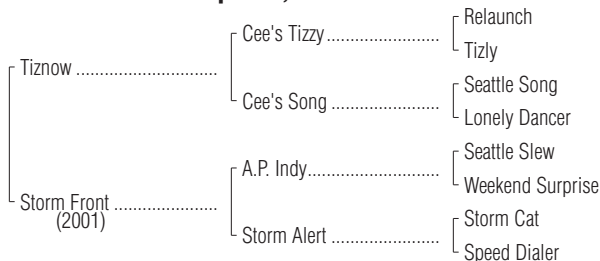 Relaunch
Cee's Tizzy
Tizly
Tiznow
Seattle Song
Cee's Song
Lonely Dancer
Seattle Slew
A.P. Indy
Weekend Surprise
Storm Front
(2001)
Storm Cat
Storm Alert
Speed Dialer